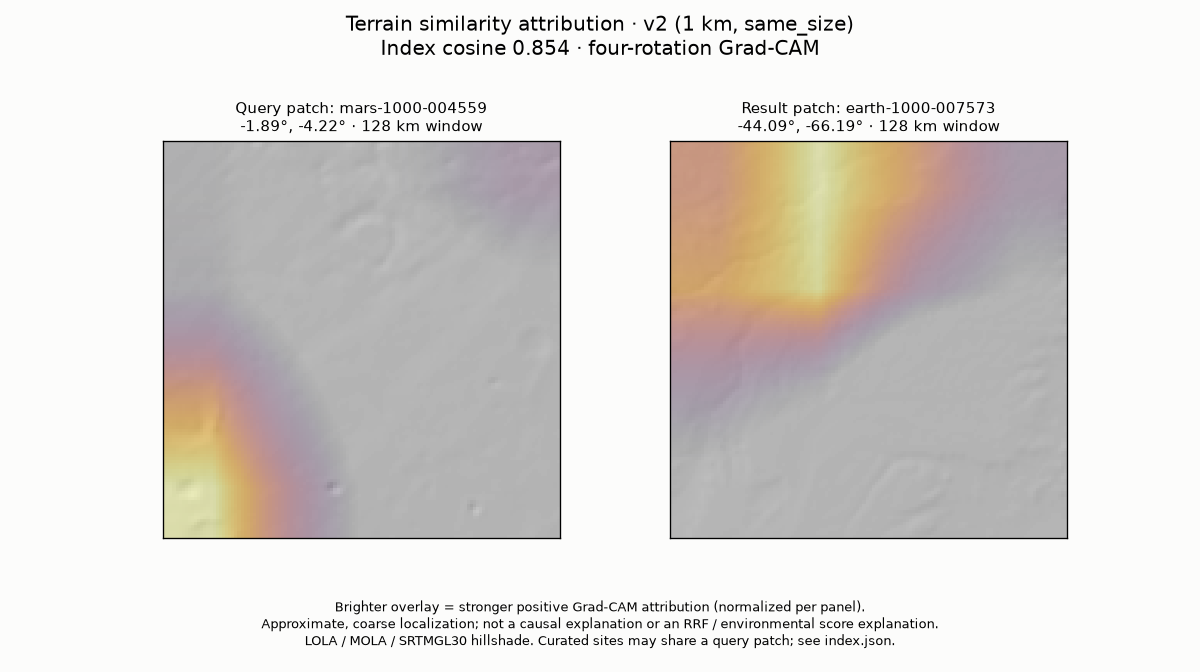 Terrain similarity attribution · v2 (1 km, same_size)
Index cosine 0.854 · four-rotation Grad-CAM
Query patch: mars-1000-004559
-1.89°, -4.22° · 128 km window
Result patch: earth-1000-007573
-44.09°, -66.19° · 128 km window
Brighter overlay = stronger positive Grad-CAM attribution (normalized per panel).
Approximate, coarse localization; not a causal explanation or an RRF / environmental score explanation.
LOLA / MOLA / SRTMGL30 hillshade. Curated sites may share a query patch; see index.json.